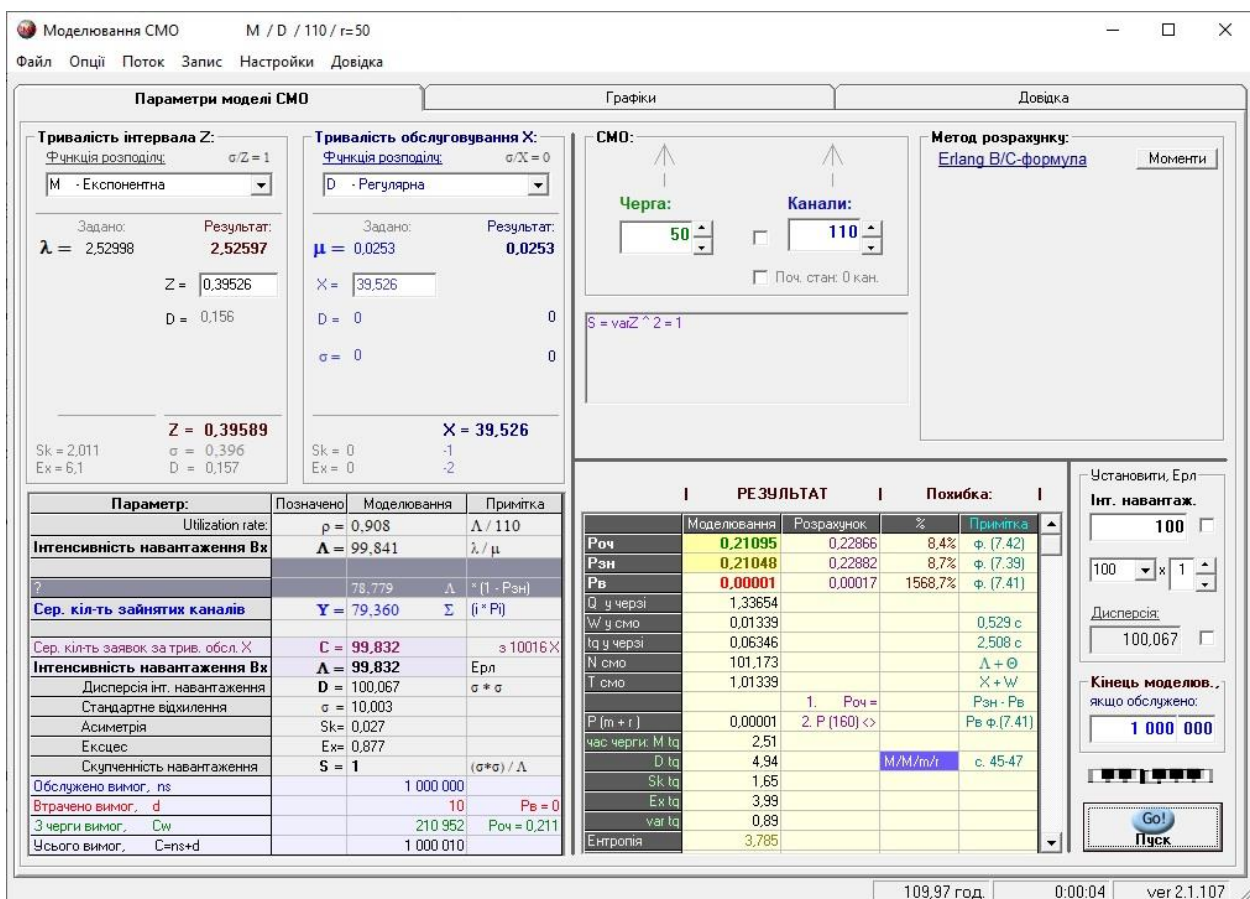 Моделювання СМО M / D / 110 / r=50
Файл Опції Поток Запис Настройки Довідка
Параметри моделі СМО Графіки Довідка
Тривалість інтервала Z:
Функція розподілу: σ/Z = 1
M - Експонентна
Задано: Результат:
λ = 2,52998 2,52597
Z = 0,39526
D = 0,156
Z = 0,39589
Sk = 2,011 σ = 0,396
Ex = 6,1 D = 0,157
Тривалість обслуговування X:
Функція розподілу: σ/X = 0
D - Регулярна
Задано: Результат:
μ = 0,0253 0,0253
X = 39,526
D = 0 0
σ = 0 0
X = 39,526
Sk = 0 -1
Ex = 0 -2
СМО:
Черга: Канали:
50 110
Поч. стан: 0 кан.
S = varZ ^ 2 = 1
Метод розрахунку:
Erlang B/C-формула Моменти
Параметр: Позначено Моделювання Примітка
Utilization rate: ρ = 0,908 Λ / 110
Інтенсивність навантаження Вх Λ = 99,841 λ / μ
? 78,779 Λ * (1 - Рзн)
Сер. кіл-ть зайнятих каналів Y = 79,360 Σ (i * Pi)
Сер. кіл-ть заявок за трив. обсл. X C = 99,832 з 10016 X
Інтенсивність навантаження Вх Λ = 99,832 Ерл
Дисперсія інт. навантаження D = 100,067 σ * σ
Стандартне відхилення σ = 10,003
Асиметрія Sk= 0,027
Ексцес Ex= 0,877
Скупченність навантаження S = 1 (σ*σ) / Λ
Обслужено вимог, ns 1 000 000
Втрачено вимог, d 10 Рв = 0
З черги вимог, Cw 210 952 Роч = 0,211
Усього вимог, C=ns+d 1 000 010
РЕЗУЛЬТАТ Похибка:
Моделювання Розрахунок % Примітка
Роч 0,21095 0,22866 8,4% ф. (7.42)
Рзн 0,21048 0,22882 8,7% ф. (7.39)
Рв 0,00001 0,00017 1568,7% ф. (7.41)
Q у черзі 1,33654
W у смо 0,01339 0,529 с
tq у черзі 0,06346 2,508 с
N смо 101,173 Λ + Θ
T смо 1,01339 X + W
1. Роч = Рзн - Рв
P (m + r ) 0,00001 2. P (160) <> Рв ф.(7.41)
час черги: M tq 2,51
D tq 4,94 M/M/m/r с. 45-47
Sk tq 1,65
Ex tq 3,99
var tq 0,89
Ентропія 3,785
Установити, Ерл
Інт. навантаж.
100
100 x 1
Дисперсія:
100,067
Кінець моделюв.,
якщо обслужено:
1 000 000
Go!
Пуск
109,97 год. 0:00:04 ver 2.1.107